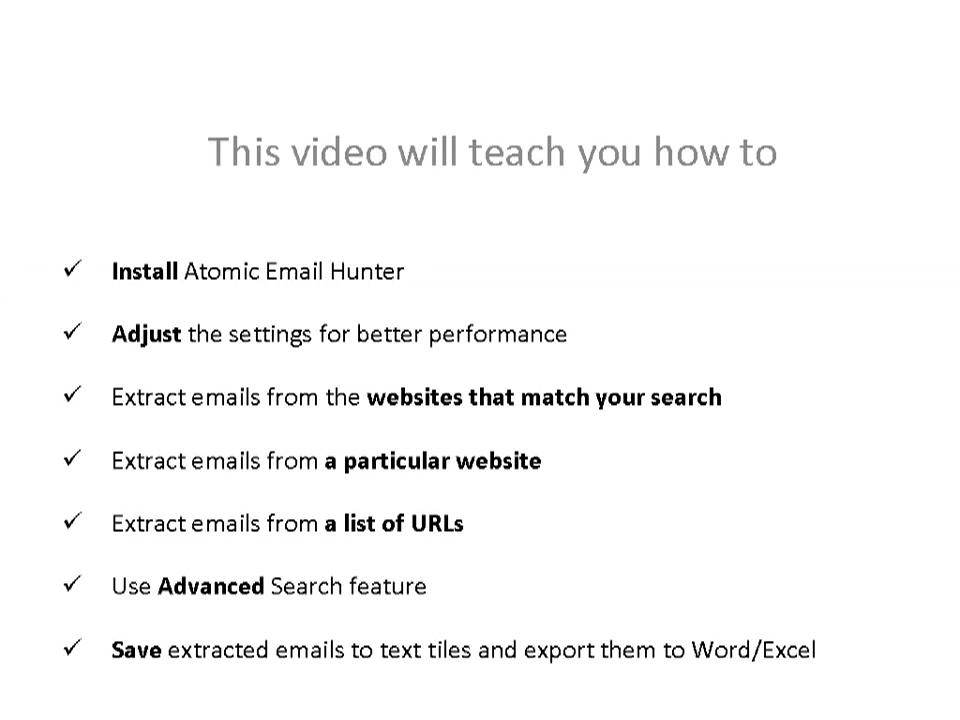 This video will teach you how to
✓ Install Atomic Email Hunter
✓ Adjust the settings for better performance
✓ Extract emails from the websites that match your search
✓ Extract emails from a particular website
✓ Extract emails from a list of URLs
✓ Use Advanced Search feature
✓ Save extracted emails to text tiles and export them to Word/Excel